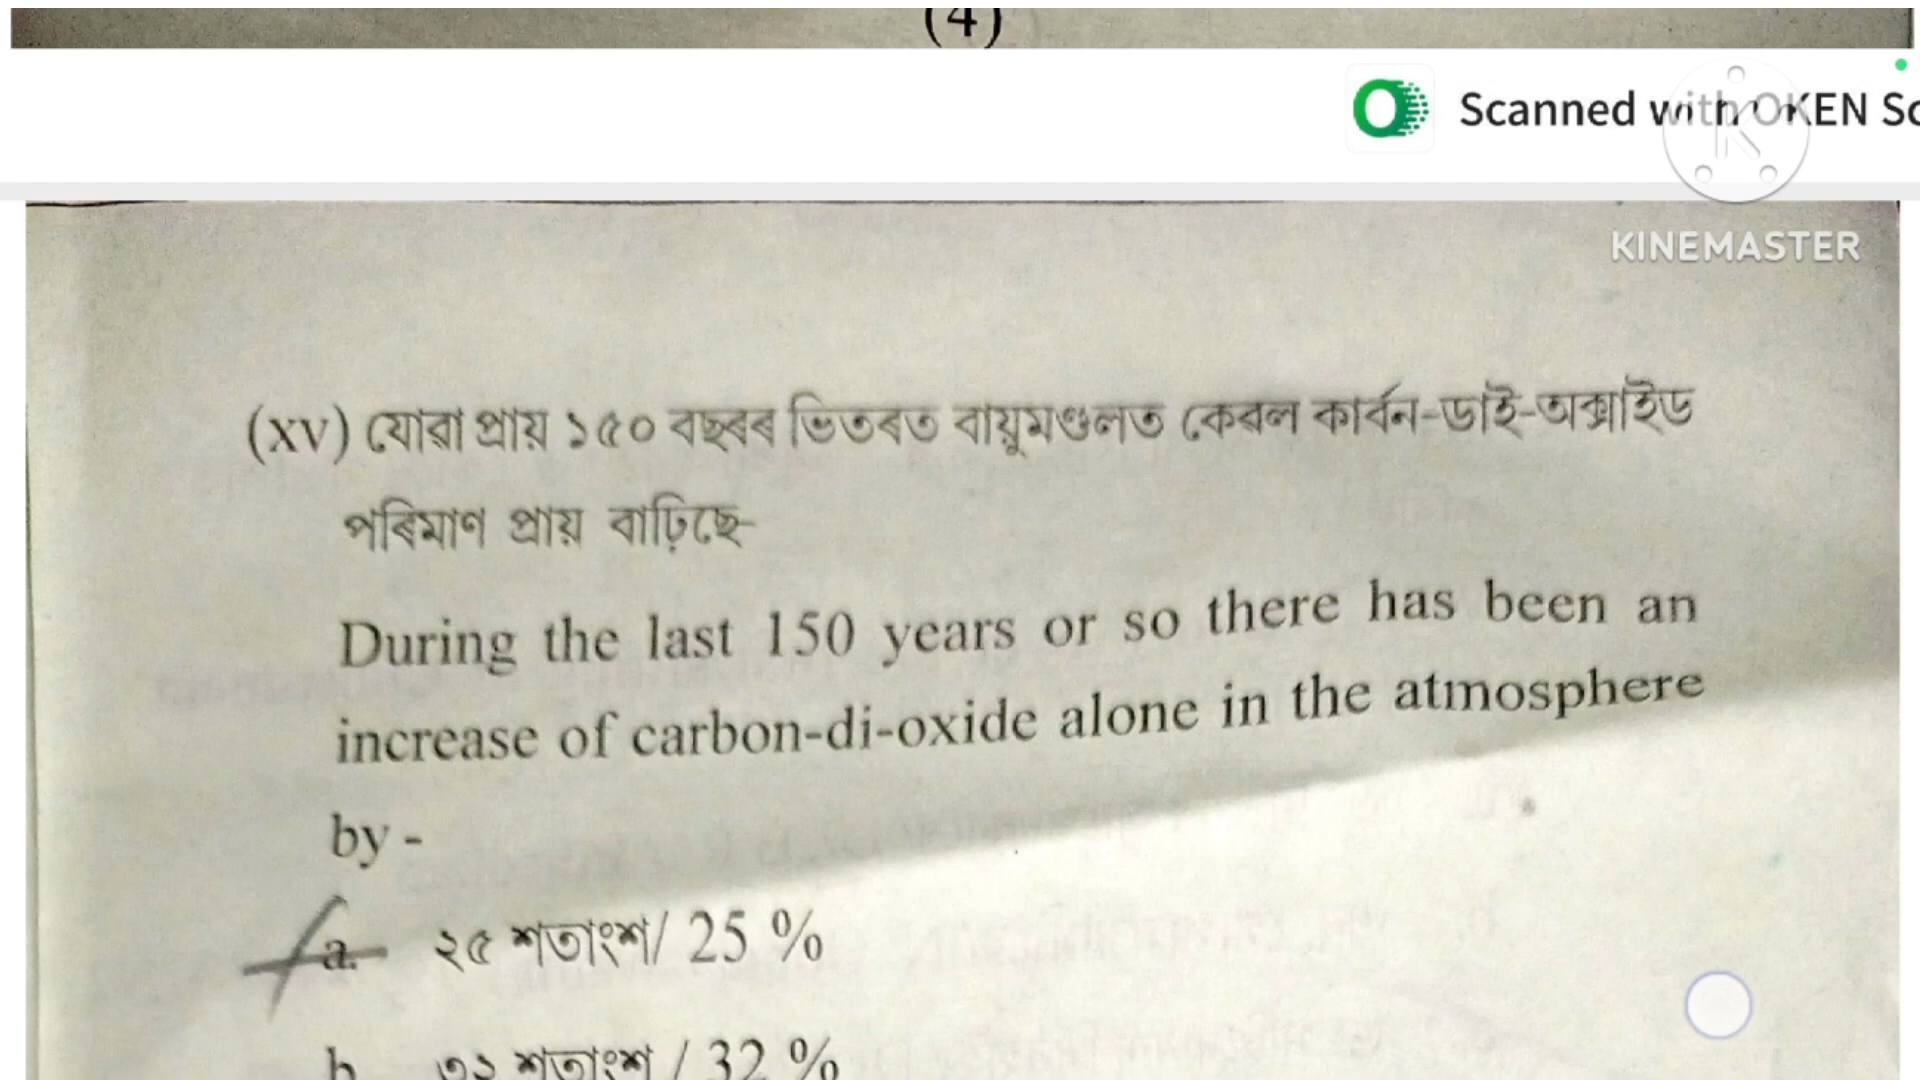 (4)
Scanned with OKEN Sc
KINEMASTER
(xv) যোৱা প্ৰায় ১৫০ বছৰৰ ভিতৰত বায়ুমণ্ডলত কেৱল কাৰ্বন-ডাই-অক্সাইড
পৰিমাণ প্ৰায় বাঢ়িছে-
During the last 150 years or so there has been an
increase of carbon-di-oxide alone in the atmosphere
by -
a. ২৫ শতাংশ/ 25 %
b ৩২ শতাংশ / 32 %